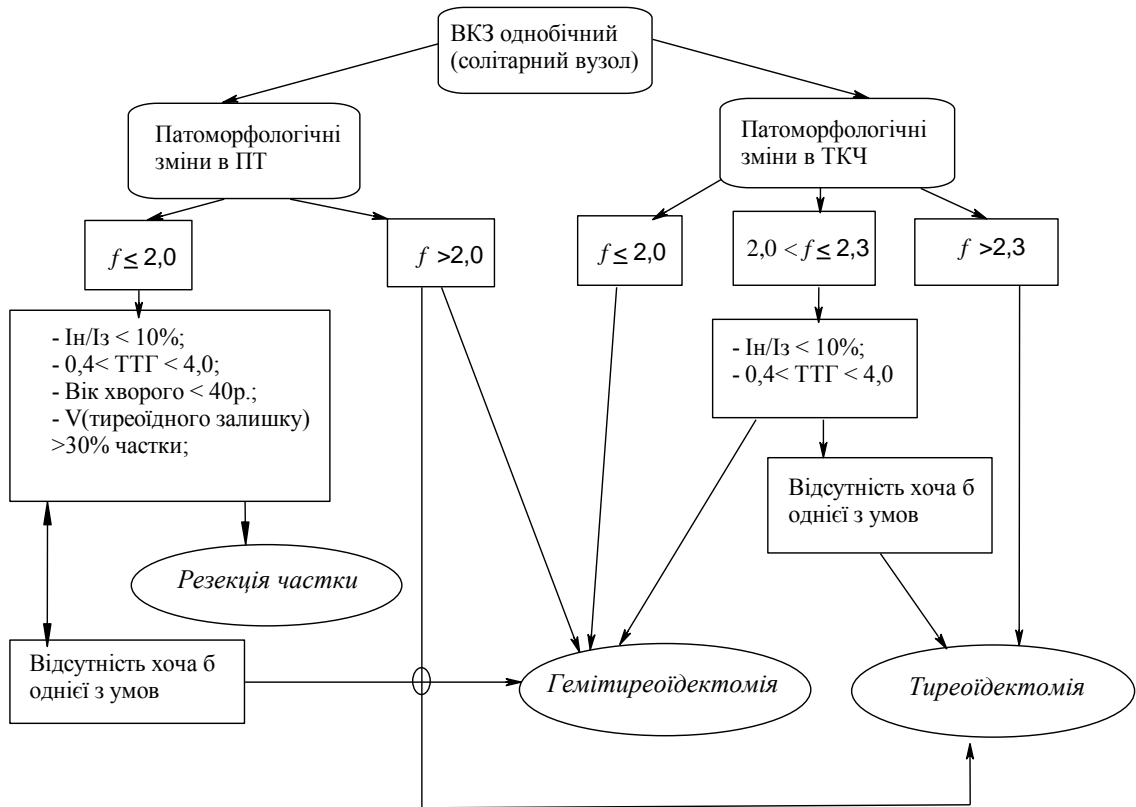 ВКЗ однобічний
(солітарний вузол)
Патоморфологічні
зміни в ПТ
Патоморфологічні
зміни в ТКЧ
f ≤ 2,0
f >2,0
f ≤ 2,0
2,0 < f ≤ 2,3
f >2,3
- Ін/Із < 10%;
- 0,4< ТТГ < 4,0;
- Вік хворого < 40р.;
- V(тиреоїдного залишку)
>30% частки;
- Ін/Із < 10%;
- 0,4< ТТГ < 4,0
Відсутність хоча б
однієї з умов
Резекція частки
Відсутність хоча б
однієї з умов
Гемітиреоїдектомія
Тиреоїдектомія